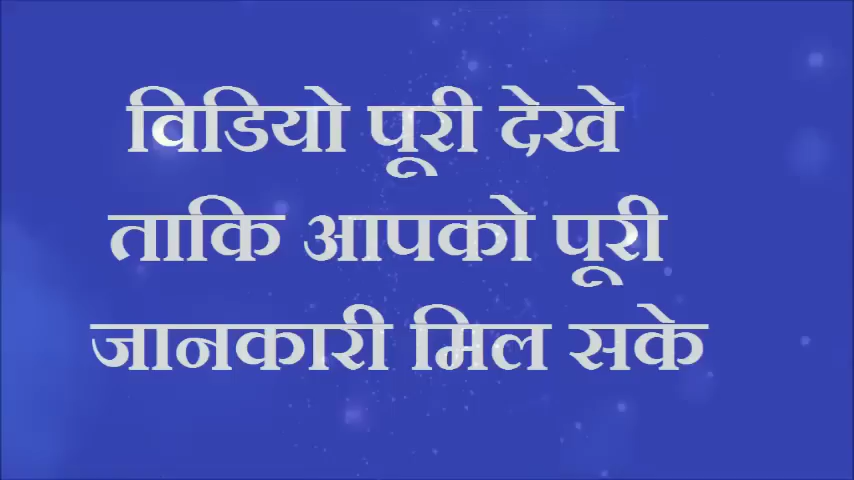 विडियो पूरी देखे
ताकि आपको पूरी
जानकारी मिल सके